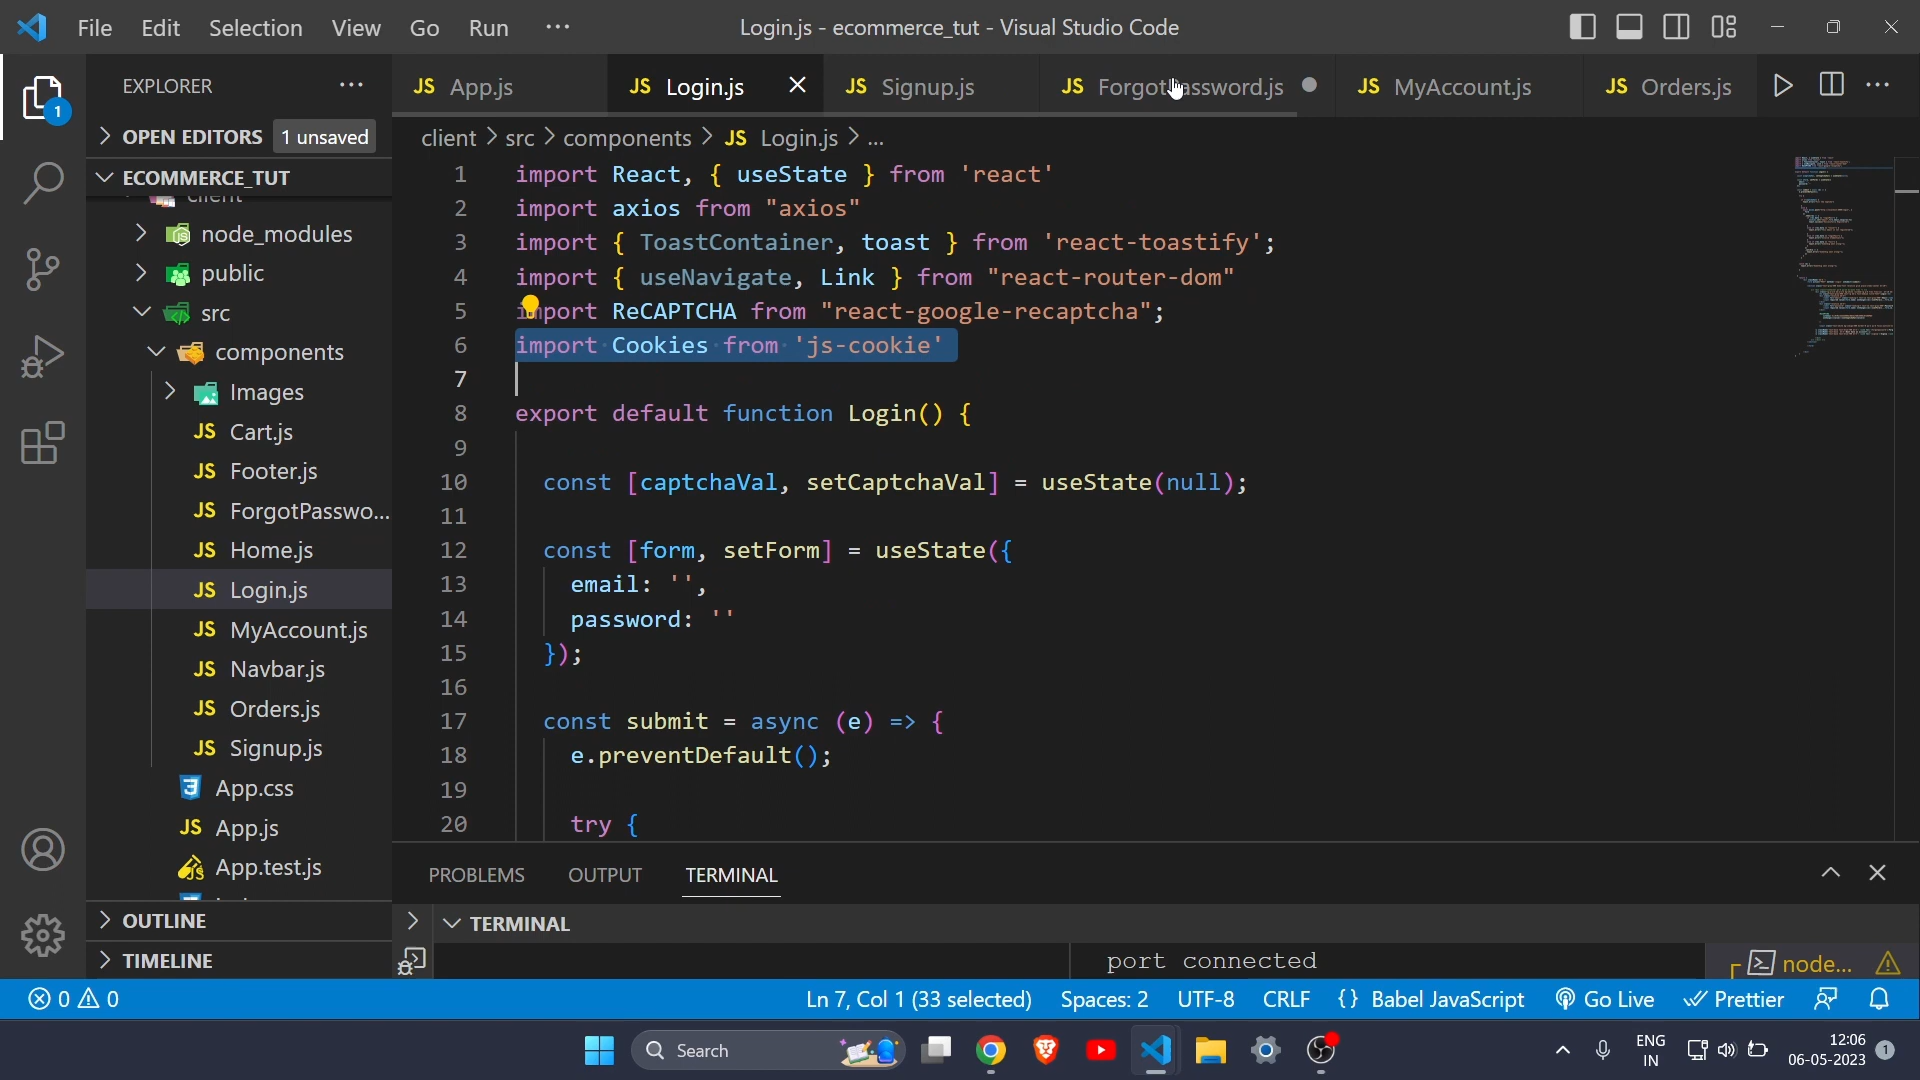 File Edit Selection View Go Run ··· Login.js - ecommerce_tut - Visual Studio Code
EXPLORER ···
JS App.js JS Login.js JS Signup.js JS ForgotPassword.js JS MyAccount.js JS Orders.js ···
1
OPEN EDITORS 1 unsaved
client > src > components > JS Login.js > ...
ECOMMERCE_TUT
client
node_modules
public
src
components
Images
JS Cart.js
JS Footer.js
JS ForgotPasswo...
JS Home.js
JS Login.js
JS MyAccount.js
JS Navbar.js
JS Orders.js
JS Signup.js
App.css
JS App.js
App.test.js
OUTLINE
TIMELINE
1 import React, { useState } from 'react'
2 import axios from "axios"
3 import { ToastContainer, toast } from 'react-toastify';
4 import { useNavigate, Link } from "react-router-dom"
5 import ReCAPTCHA from "react-google-recaptcha";
6 import Cookies from 'js-cookie'
7
8 export default function Login() {
9
10 const [captchaVal, setCaptchaVal] = useState(null);
11
12 const [form, setForm] = useState({
13 email: '',
14 password: ''
15 });
16
17 const submit = async (e) => {
18 e.preventDefault();
19
20 try {
PROBLEMS OUTPUT TERMINAL
TERMINAL
port connected
node...
0 0 Ln 7, Col 1 (33 selected) Spaces: 2 UTF-8 CRLF {} Babel JavaScript Go Live Prettier
Search
ENG
IN
12:06
06-05-2023
1